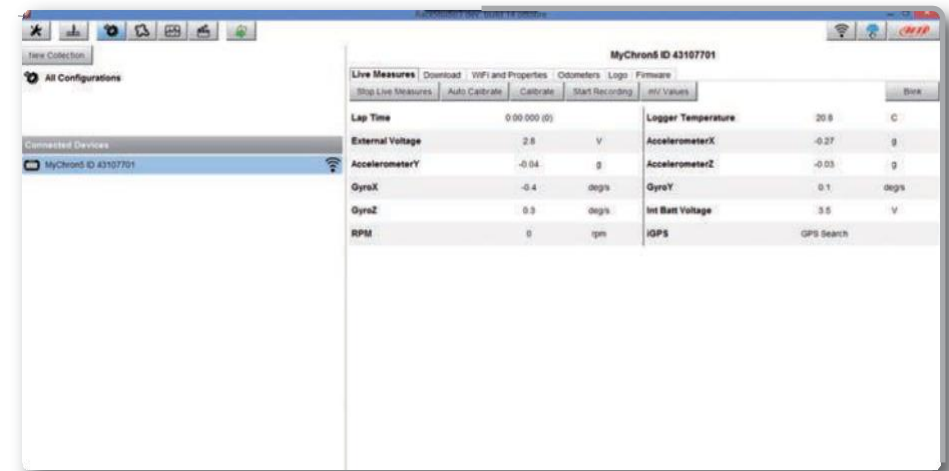 New Collection
MyChron5 ID 43107701
All Configurations
Live Measures Download WiFi and Properties Odometers Logo Firmware
Stop Live Measures Auto Calibrate Calibrate Start Recording mV Values Blink
Lap Time 0:00.000 (0) Logger Temperature 20.8 C
Connected Devices
External Voltage 2.8 V AccelerometerX -0.27 g
MyChron5 ID 43107701
AccelerometerY -0.04 g AccelerometerZ -0.03 g
GyroX -0.4 deg/s GyroY 0.1 deg/s
GyroZ 0.3 deg/s Int Batt Voltage 3.5 V
RPM 0 rpm iGPS GPS Search